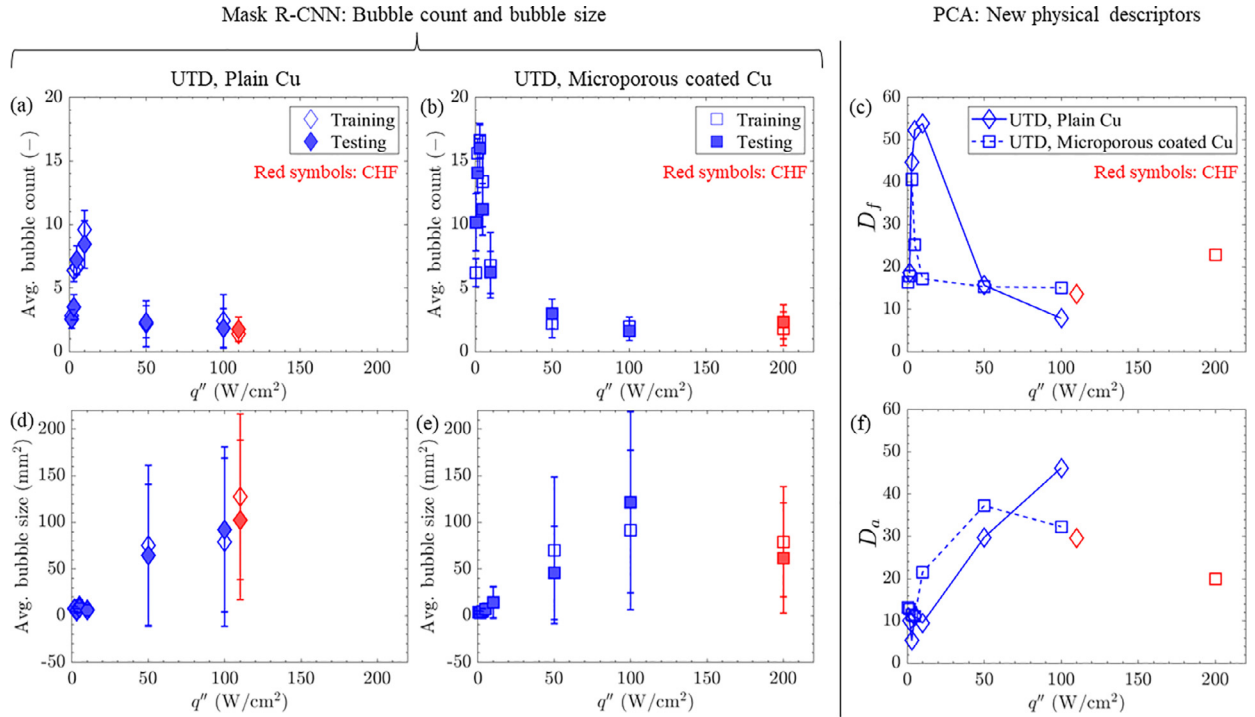 Mask R-CNN: Bubble count and bubble size
PCA: New physical descriptors
UTD, Plain Cu
UTD, Microporous coated Cu
(a)
20
15
10
5
0
Avg. bubble count (−)
Training
Testing
Red symbols: CHF
0 50 100 150 200
q″ (W/cm²)
(b)
20
15
10
5
0
Avg. bubble count (−)
Training
Testing
Red symbols: CHF
0 50 100 150 200
q″ (W/cm²)
(c)
60
50
40
30
20
10
0
D_f
UTD, Plain Cu
UTD, Microporous coated Cu
Red symbols: CHF
0 50 100 150 200
q″ (W/cm²)
(d)
200
150
100
50
0
-50
Avg. bubble size (mm²)
0 50 100 150 200
q″ (W/cm²)
(e)
200
150
100
50
0
-50
Avg. bubble size (mm²)
0 50 100 150 200
q″ (W/cm²)
(f)
60
50
40
30
20
10
0
D_a
0 50 100 150 200
q″ (W/cm²)